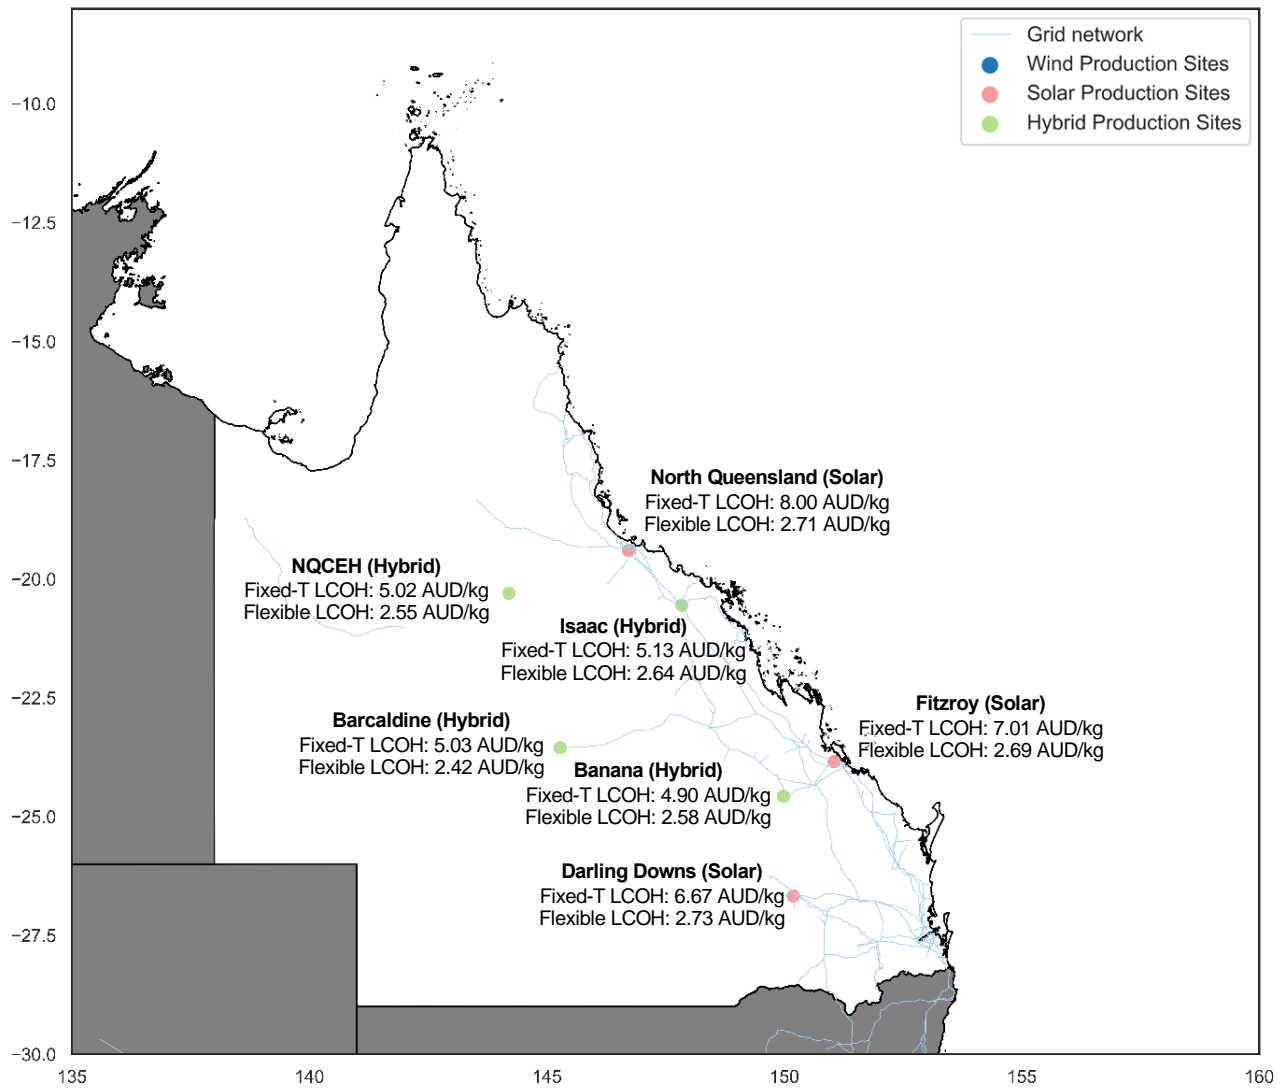 Grid network
Wind Production Sites
Solar Production Sites
Hybrid Production Sites
−10.0
−12.5
−15.0
−17.5
−20.0
−22.5
−25.0
−27.5
−30.0
North Queensland (Solar)
Fixed-T LCOH: 8.00 AUD/kg
Flexible LCOH: 2.71 AUD/kg
NQCEH (Hybrid)
Fixed-T LCOH: 5.02 AUD/kg
Flexible LCOH: 2.55 AUD/kg
Isaac (Hybrid)
Fixed-T LCOH: 5.13 AUD/kg
Flexible LCOH: 2.64 AUD/kg
Fitzroy (Solar)
Fixed-T LCOH: 7.01 AUD/kg
Flexible LCOH: 2.69 AUD/kg
Barcaldine (Hybrid)
Fixed-T LCOH: 5.03 AUD/kg
Flexible LCOH: 2.42 AUD/kg
Banana (Hybrid)
Fixed-T LCOH: 4.90 AUD/kg
Flexible LCOH: 2.58 AUD/kg
Darling Downs (Solar)
Fixed-T LCOH: 6.67 AUD/kg
Flexible LCOH: 2.73 AUD/kg
135 140 145 150 155 160